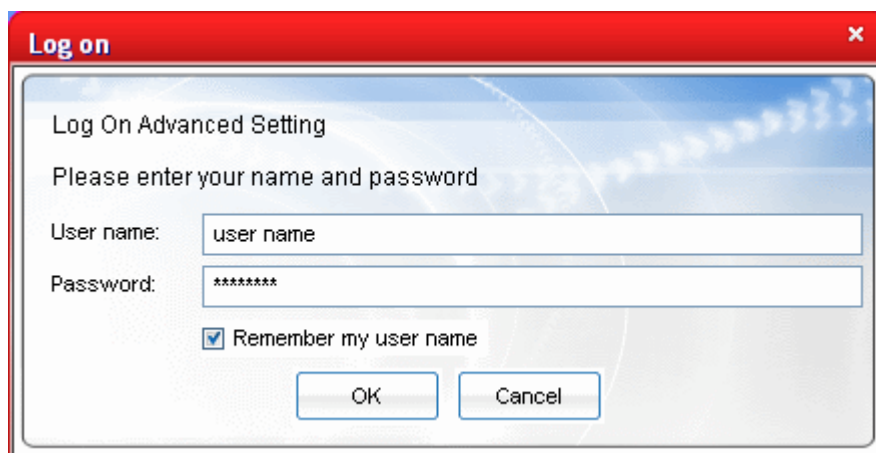 Log on
Log On Advanced Setting
Please enter your name and password
User name: user name
Password: ********
Remember my user name
OK Cancel